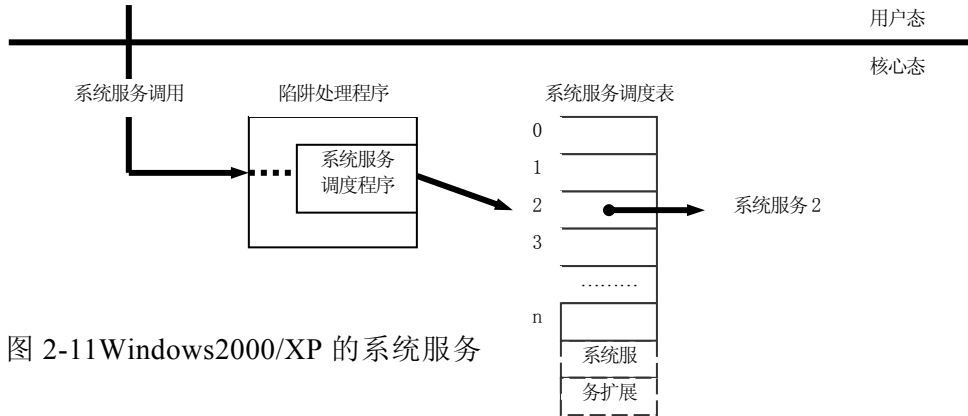 用户态
核心态
系统服务调用
陷阱处理程序
系统服务调度表
系统服务
调度程序
0
1
2
3
………
n
系统服务 2
系统服
务扩展
图 2-11Windows2000/XP 的系统服务